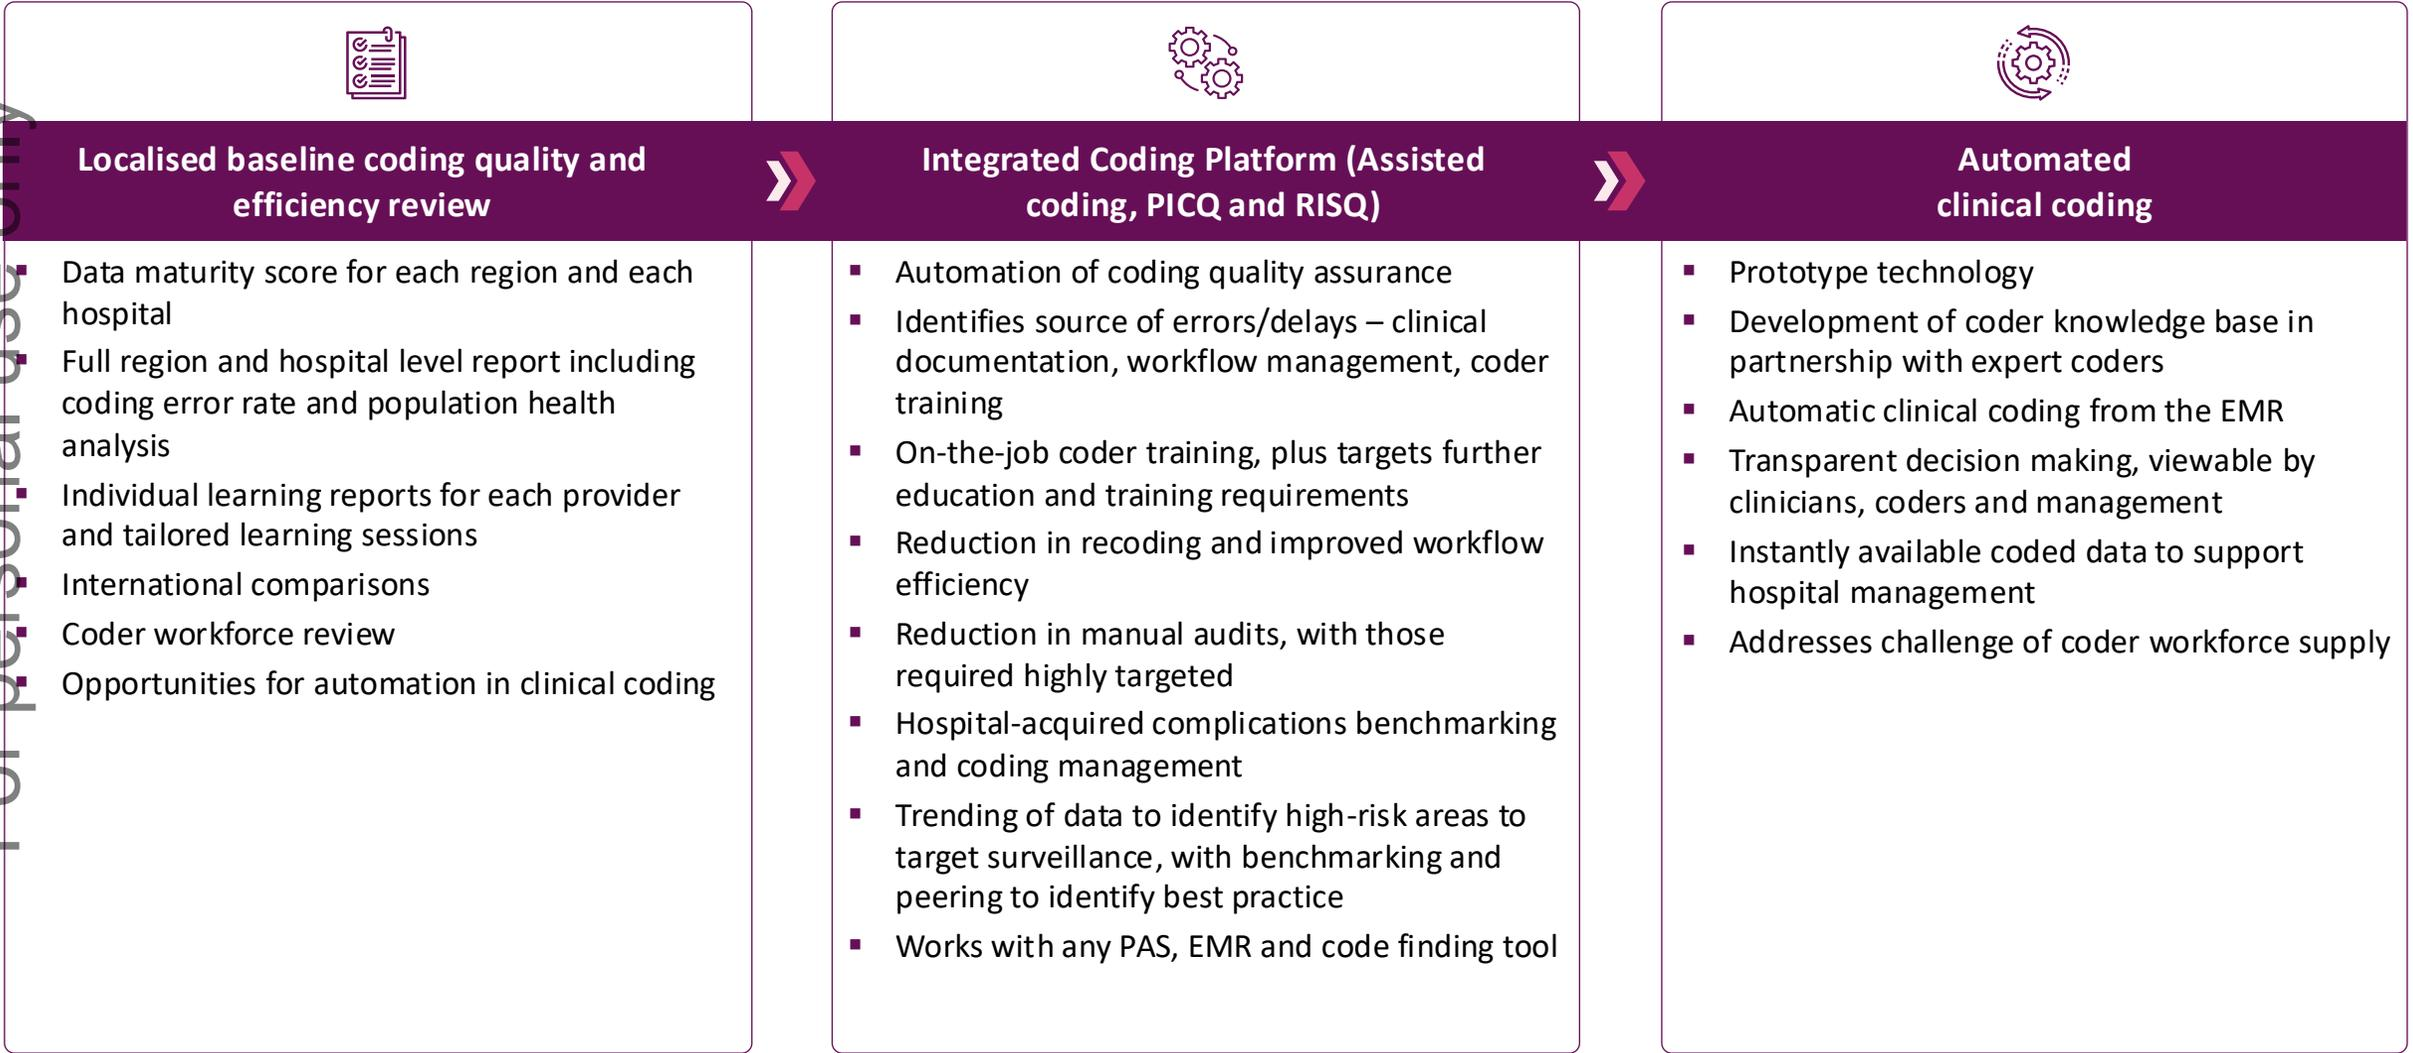 Localised baseline coding quality and
efficiency review
Data maturity score for each region and each
hospital
Full region and hospital level report including
coding error rate and population health
analysis
Individual learning reports for each provider
and tailored learning sessions
International comparisons
Coder workforce review
Opportunities for automation in clinical coding
Integrated Coding Platform (Assisted
coding, PICQ and RISQ)
Automation of coding quality assurance
Identifies source of errors/delays – clinical
documentation, workflow management, coder
training
On-the-job coder training, plus targets further
education and training requirements
Reduction in recoding and improved workflow
efficiency
Reduction in manual audits, with those
required highly targeted
Hospital-acquired complications benchmarking
and coding management
Trending of data to identify high-risk areas to
target surveillance, with benchmarking and
peering to identify best practice
Works with any PAS, EMR and code finding tool
Automated
clinical coding
Prototype technology
Development of coder knowledge base in
partnership with expert coders
Automatic clinical coding from the EMR
Transparent decision making, viewable by
clinicians, coders and management
Instantly available coded data to support
hospital management
Addresses challenge of coder workforce supply
For personal use only